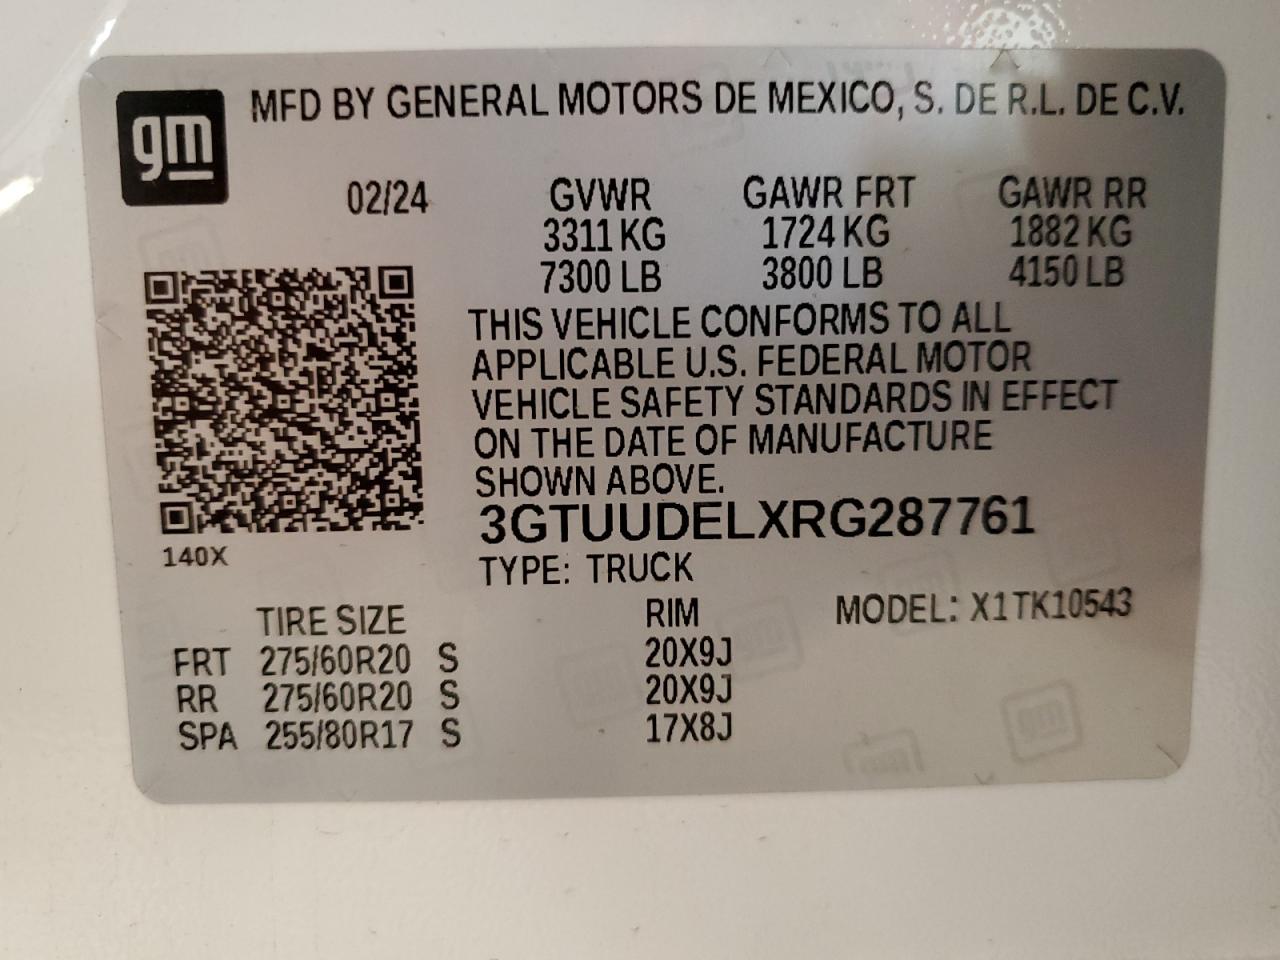 gm MFD BY GENERAL MOTORS DE MEXICO, S. DE R.L. DE C.V.
02/24 GVWR GAWR FRT GAWR RR
3311 KG 1724 KG 1882 KG
7300 LB 3800 LB 4150 LB
THIS VEHICLE CONFORMS TO ALL
APPLICABLE U.S. FEDERAL MOTOR
VEHICLE SAFETY STANDARDS IN EFFECT
ON THE DATE OF MANUFACTURE
SHOWN ABOVE.
3GTUUDELXRG287761
140X
TYPE: TRUCK
TIRE SIZE RIM MODEL: X1TK10543
FRT 275/60R20 S 20X9J
RR 275/60R20 S 20X9J
SPA 255/80R17 S 17X8J